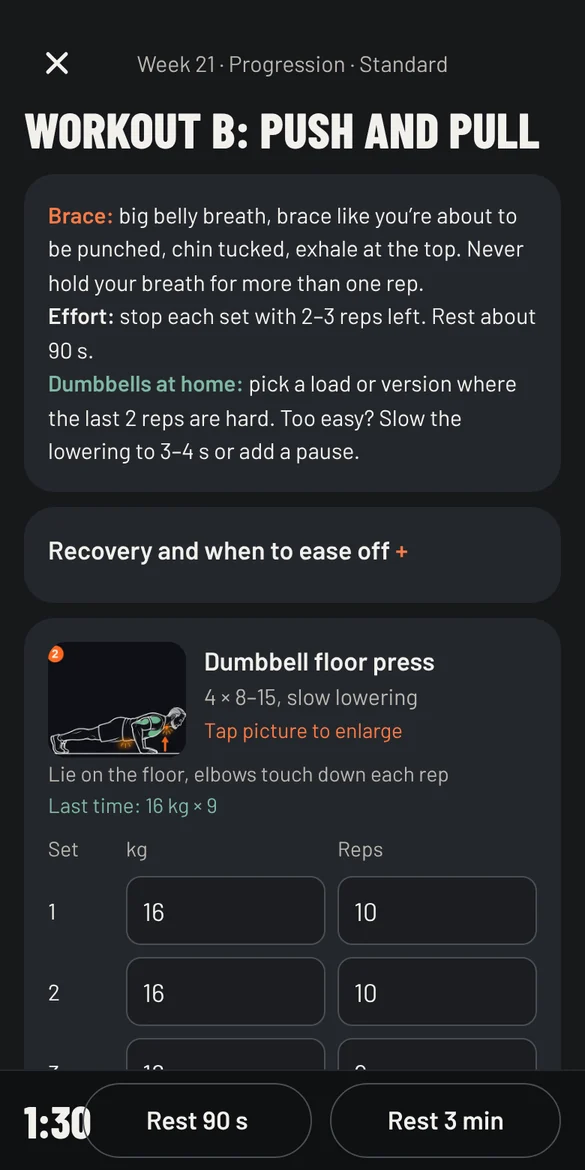 Week 21 · Progression · Standard
WORKOUT B: PUSH AND PULL
Brace: big belly breath, brace like you’re about to
be punched, chin tucked, exhale at the top. Never
hold your breath for more than one rep.
Effort: stop each set with 2–3 reps left. Rest about
90 s.
Dumbbells at home: pick a load or version where
the last 2 reps are hard. Too easy? Slow the
lowering to 3–4 s or add a pause.
Recovery and when to ease off +
2
Dumbbell floor press
4 × 8–15, slow lowering
Tap picture to enlarge
Lie on the floor, elbows touch down each rep
Last time: 16 kg × 9
Set kg Reps
1 16 10
2 16 10
1:30 Rest 90 s Rest 3 min